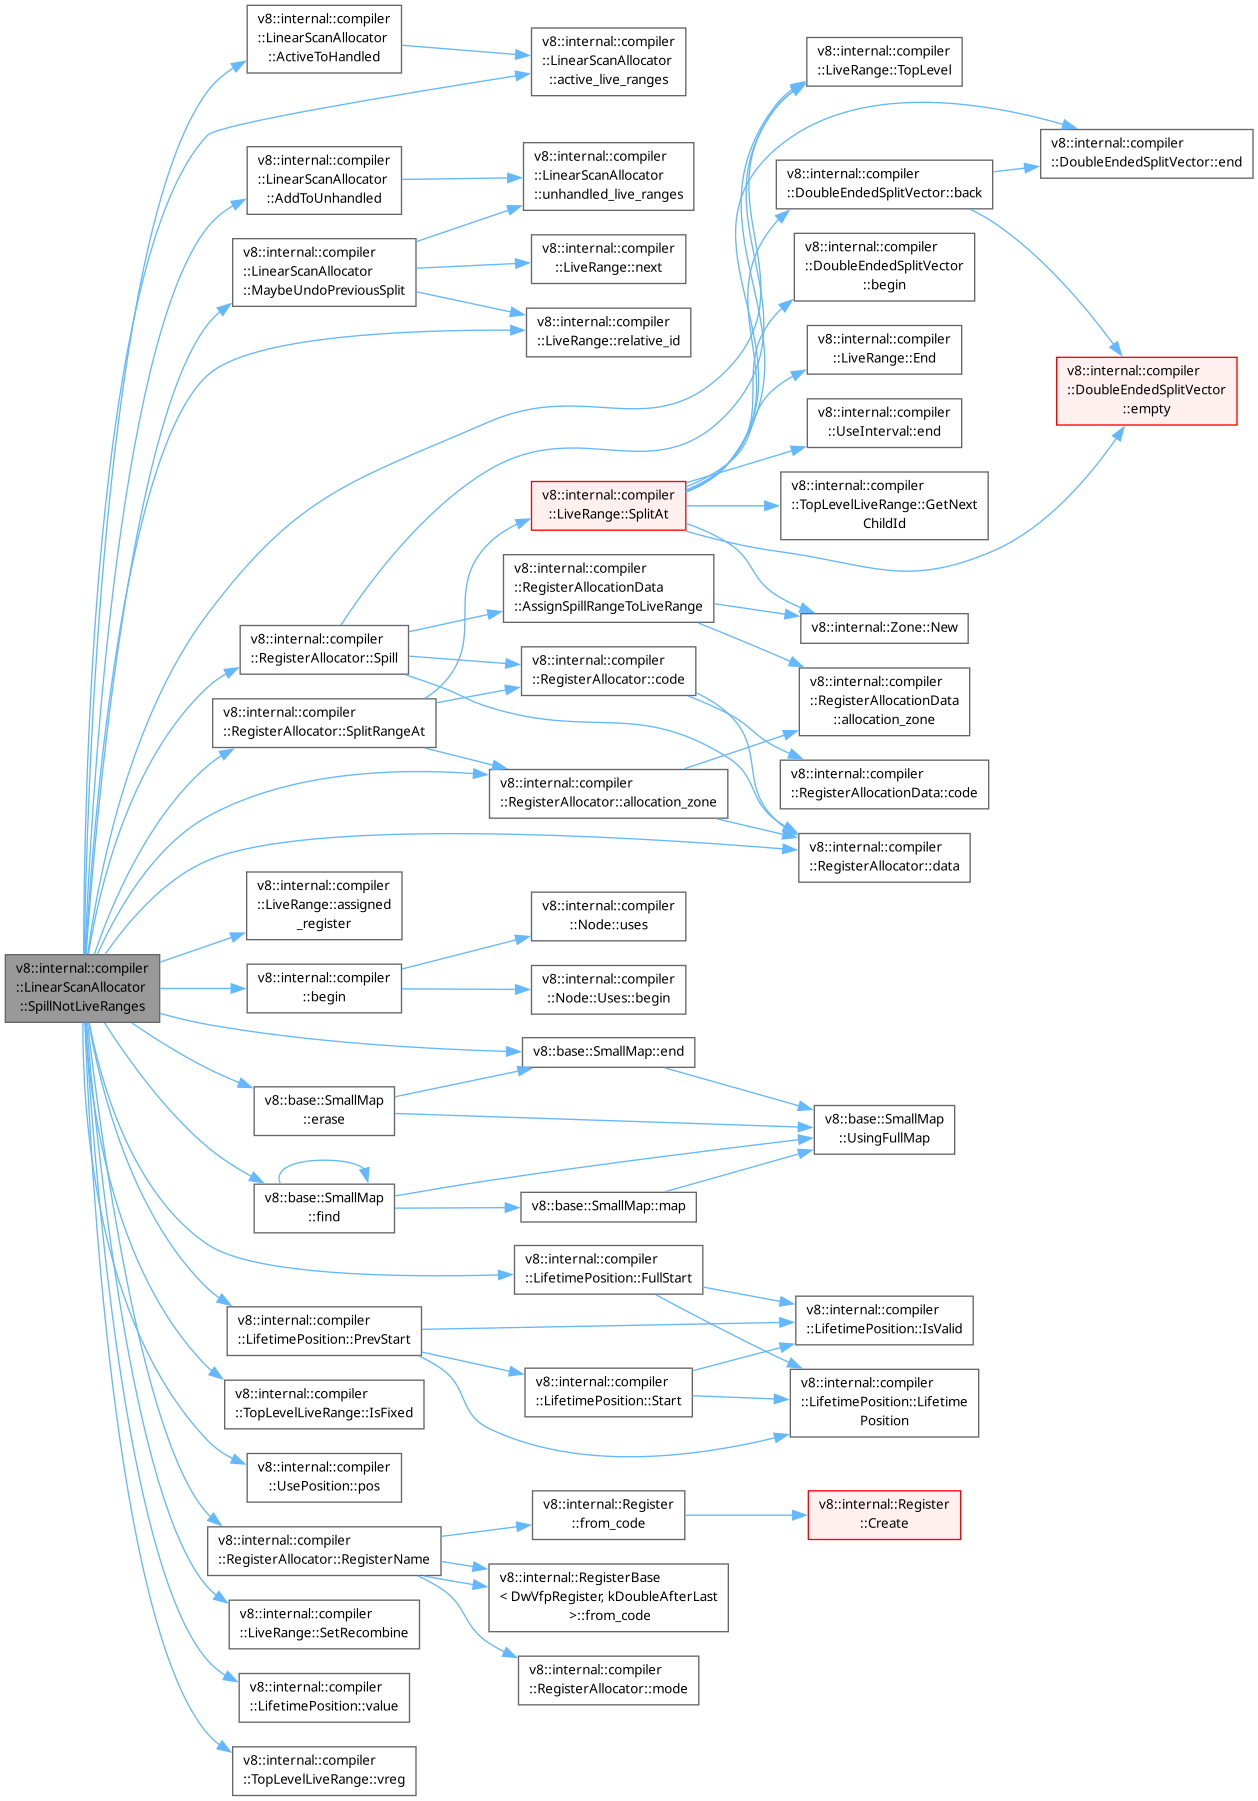 v8::internal::compiler
::LinearScanAllocator
::SpillNotLiveRanges
v8::internal::compiler
::LinearScanAllocator
::ActiveToHandled
v8::internal::compiler
::LinearScanAllocator
::active_live_ranges
v8::internal::compiler
::LinearScanAllocator
::AddToUnhandled
v8::internal::compiler
::LinearScanAllocator
::unhandled_live_ranges
v8::internal::compiler
::LinearScanAllocator
::MaybeUndoPreviousSplit
v8::internal::compiler
::LiveRange::next
v8::internal::compiler
::LiveRange::relative_id
v8::internal::compiler
::LiveRange::TopLevel
v8::internal::compiler
::DoubleEndedSplitVector::end
v8::internal::compiler
::DoubleEndedSplitVector::back
v8::internal::compiler
::DoubleEndedSplitVector
::begin
v8::internal::compiler
::LiveRange::End
v8::internal::compiler
::DoubleEndedSplitVector
::empty
v8::internal::compiler
::UseInterval::end
v8::internal::compiler
::LiveRange::SplitAt
v8::internal::compiler
::TopLevelLiveRange::GetNext
ChildId
v8::internal::compiler
::RegisterAllocationData
::AssignSpillRangeToLiveRange
v8::internal::Zone::New
v8::internal::compiler
::RegisterAllocator::Spill
v8::internal::compiler
::RegisterAllocator::code
v8::internal::compiler
::RegisterAllocationData
::allocation_zone
v8::internal::compiler
::RegisterAllocator::SplitRangeAt
v8::internal::compiler
::RegisterAllocator::allocation_zone
v8::internal::compiler
::RegisterAllocationData::code
v8::internal::compiler
::RegisterAllocator::data
v8::internal::compiler
::LiveRange::assigned
_register
v8::internal::compiler
::Node::uses
v8::internal::compiler
::begin
v8::internal::compiler
::Node::Uses::begin
v8::base::SmallMap::end
v8::base::SmallMap
::erase
v8::base::SmallMap
::UsingFullMap
v8::base::SmallMap
::find
v8::base::SmallMap::map
v8::internal::compiler
::LifetimePosition::FullStart
v8::internal::compiler
::LifetimePosition::IsValid
v8::internal::compiler
::LifetimePosition::PrevStart
v8::internal::compiler
::LifetimePosition::Start
v8::internal::compiler
::LifetimePosition::Lifetime
Position
v8::internal::compiler
::TopLevelLiveRange::IsFixed
v8::internal::compiler
::UsePosition::pos
v8::internal::Register
::from_code
v8::internal::Register
::Create
v8::internal::compiler
::RegisterAllocator::RegisterName
v8::internal::RegisterBase
< DwVfpRegister, kDoubleAfterLast
>::from_code
v8::internal::compiler
::LiveRange::SetRecombine
v8::internal::compiler
::RegisterAllocator::mode
v8::internal::compiler
::LifetimePosition::value
v8::internal::compiler
::TopLevelLiveRange::vreg